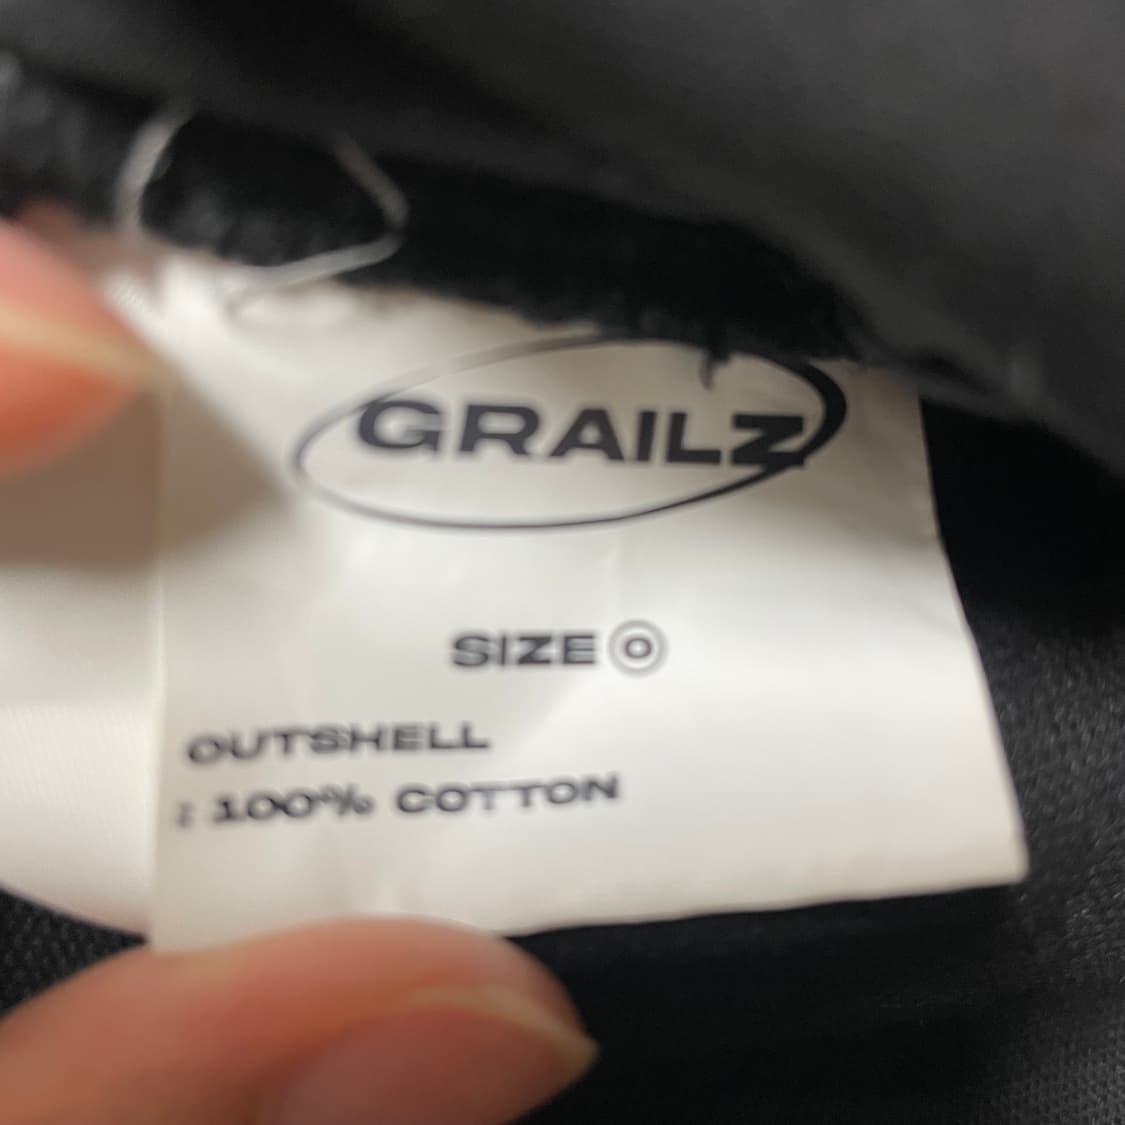 GRAILZ
SIZE 0
OUTSHELL
: 100% COTTON